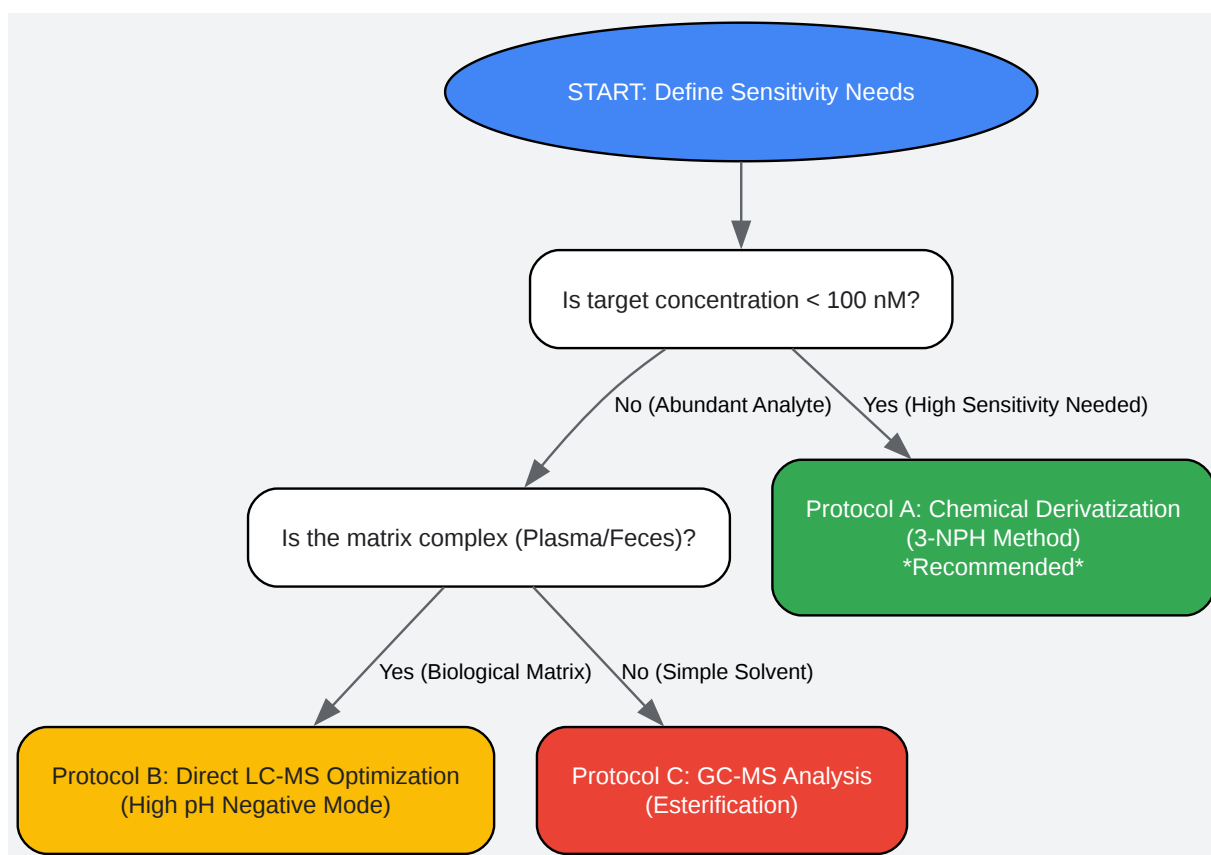 START: Define Sensitivity Needs
Is target concentration < 100 nM?
No (Abundant Analyte)
Yes (High Sensitivity Needed)
Protocol A: Chemical Derivatization
(3-NPH Method)
*Recommended*
Is the matrix complex (Plasma/Feces)?
Yes (Biological Matrix)
No (Simple Solvent)
Protocol B: Direct LC-MS Optimization
(High pH Negative Mode)
Protocol C: GC-MS Analysis
(Esterification)